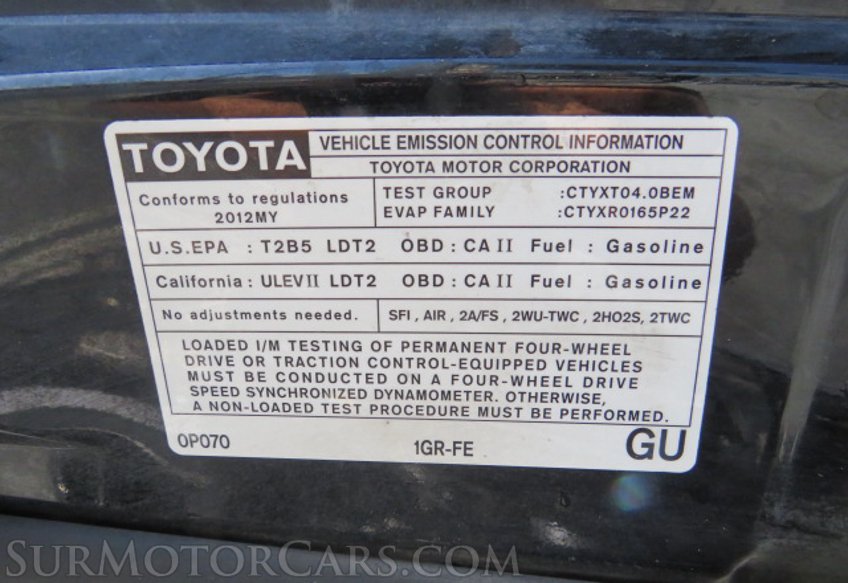 TOYOTA
VEHICLE EMISSION CONTROL INFORMATION
TOYOTA MOTOR CORPORATION
Conforms to regulations
2012MY
TEST GROUP :CTYXT04.0BEM
EVAP FAMILY :CTYXR0165P22
U.S.EPA : T2B5 LDT2 OBD : CA II Fuel : Gasoline
California : ULEV II LDT2 OBD : CA II Fuel : Gasoline
No adjustments needed.
SFI , AIR , 2A/FS , 2WU-TWC , 2HO2S, 2TWC
LOADED I/M TESTING OF PERMANENT FOUR-WHEEL
DRIVE OR TRACTION CONTROL-EQUIPPED VEHICLES
MUST BE CONDUCTED ON A FOUR-WHEEL DRIVE
SPEED SYNCHRONIZED DYNAMOMETER. OTHERWISE,
A NON-LOADED TEST PROCEDURE MUST BE PERFORMED.
0P070 1GR-FE GU
SURMOTORCARS.COM